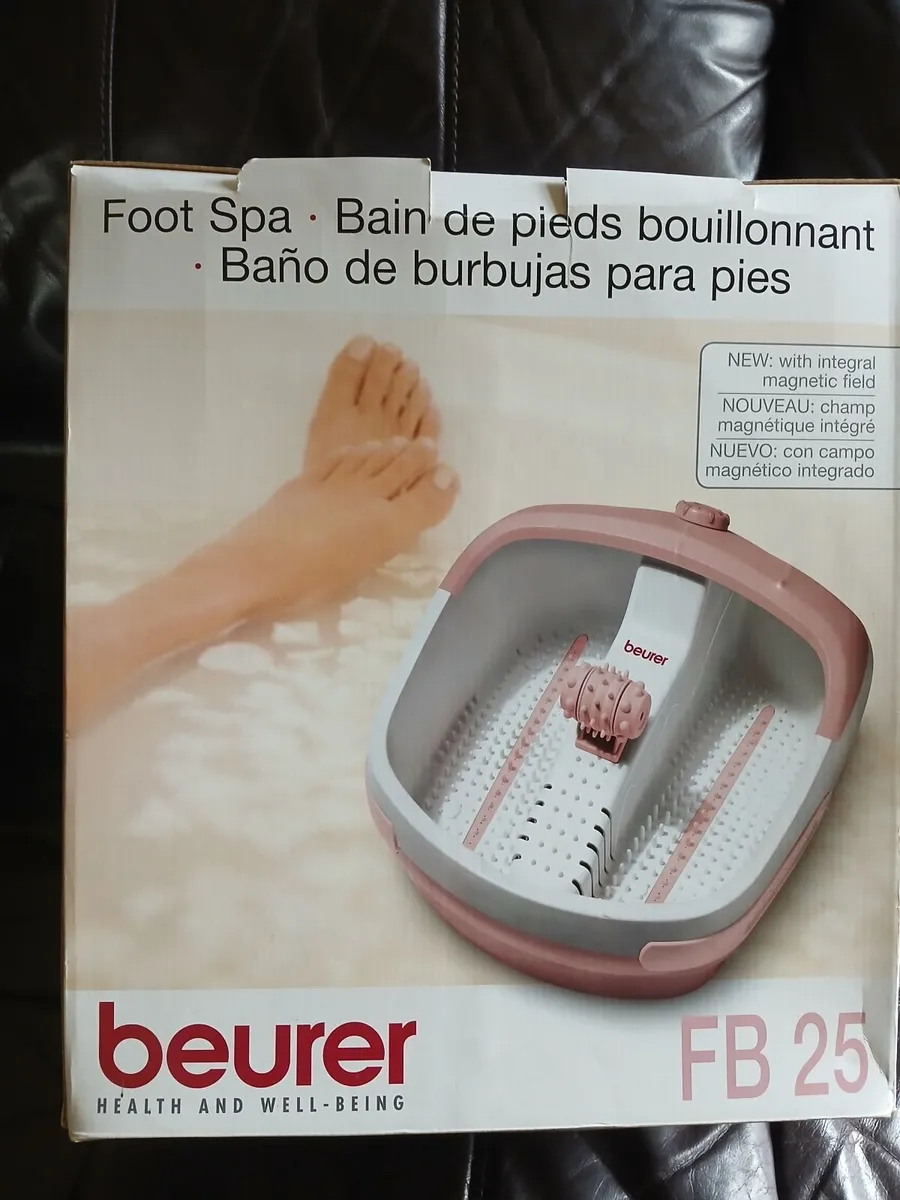 Foot Spa · Bain de pieds bouillonnant
· Baño de burbujas para pies
NEW: with integral
magnetic field
NOUVEAU: champ
magnétique intégré
NUEVO: con campo
magnético integrado
beurer
beurer
HEALTH AND WELL-BEING
FB 25